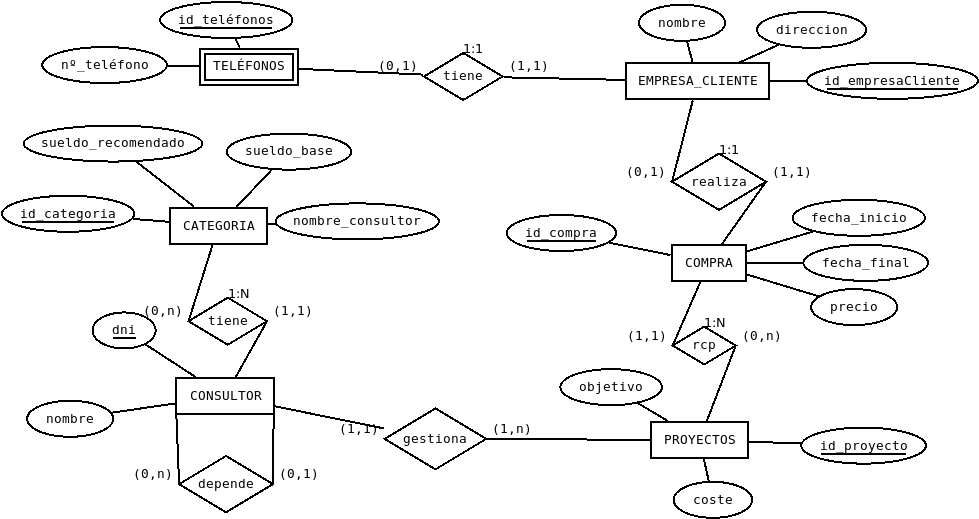 id_teléfonos
nº_teléfono
TELÉFONOS
(0,1)
1:1
tiene
(1,1)
nombre
direccion
EMPRESA_CLIENTE
id_empresaCliente
sueldo_recomendado
sueldo_base
id_categoria
CATEGORIA
nombre_consultor
(0,1)
1:1
realiza
(1,1)
id_compra
COMPRA
fecha_inicio
fecha_final
precio
(0,n)
1:N
tiene
(1,1)
dni
(1,1)
1:N
rcp
(0,n)
CONSULTOR
nombre
objetivo
(1,1)
gestiona
(1,n)
PROYECTOS
id_proyecto
(0,n)
depende
(0,1)
coste